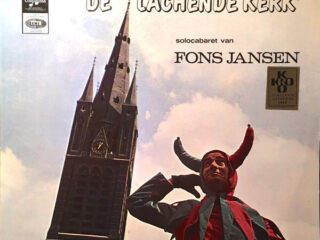 DE LACHENDE KERK
solocabaret van
FONS JANSEN